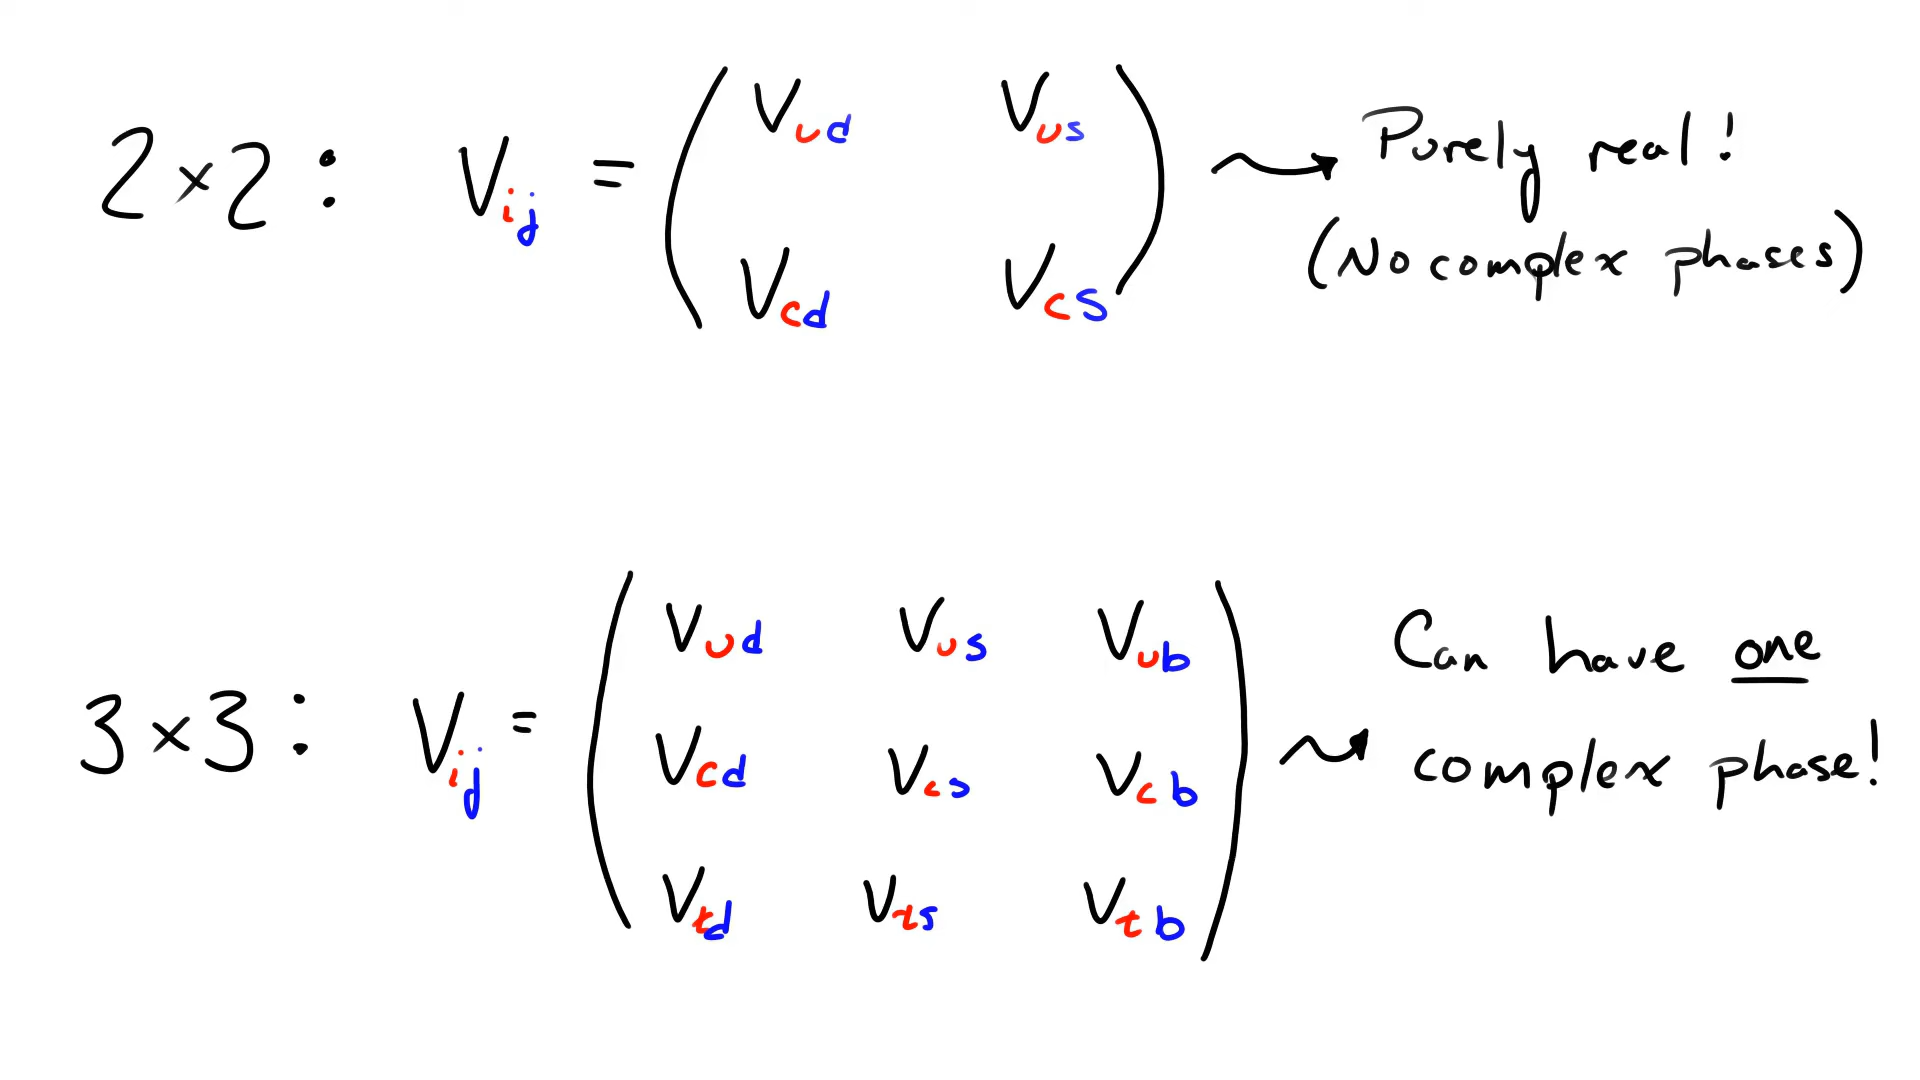 2×2: V_ij = ( V_ud V_us ) Purely real!
( V_cd V_cs ) (No complex phases)
3×3: V_ij = ( V_ud V_us V_ub ) Can have one
( V_cd V_cs V_cb ) complex phase!
( V_td V_ts V_tb )